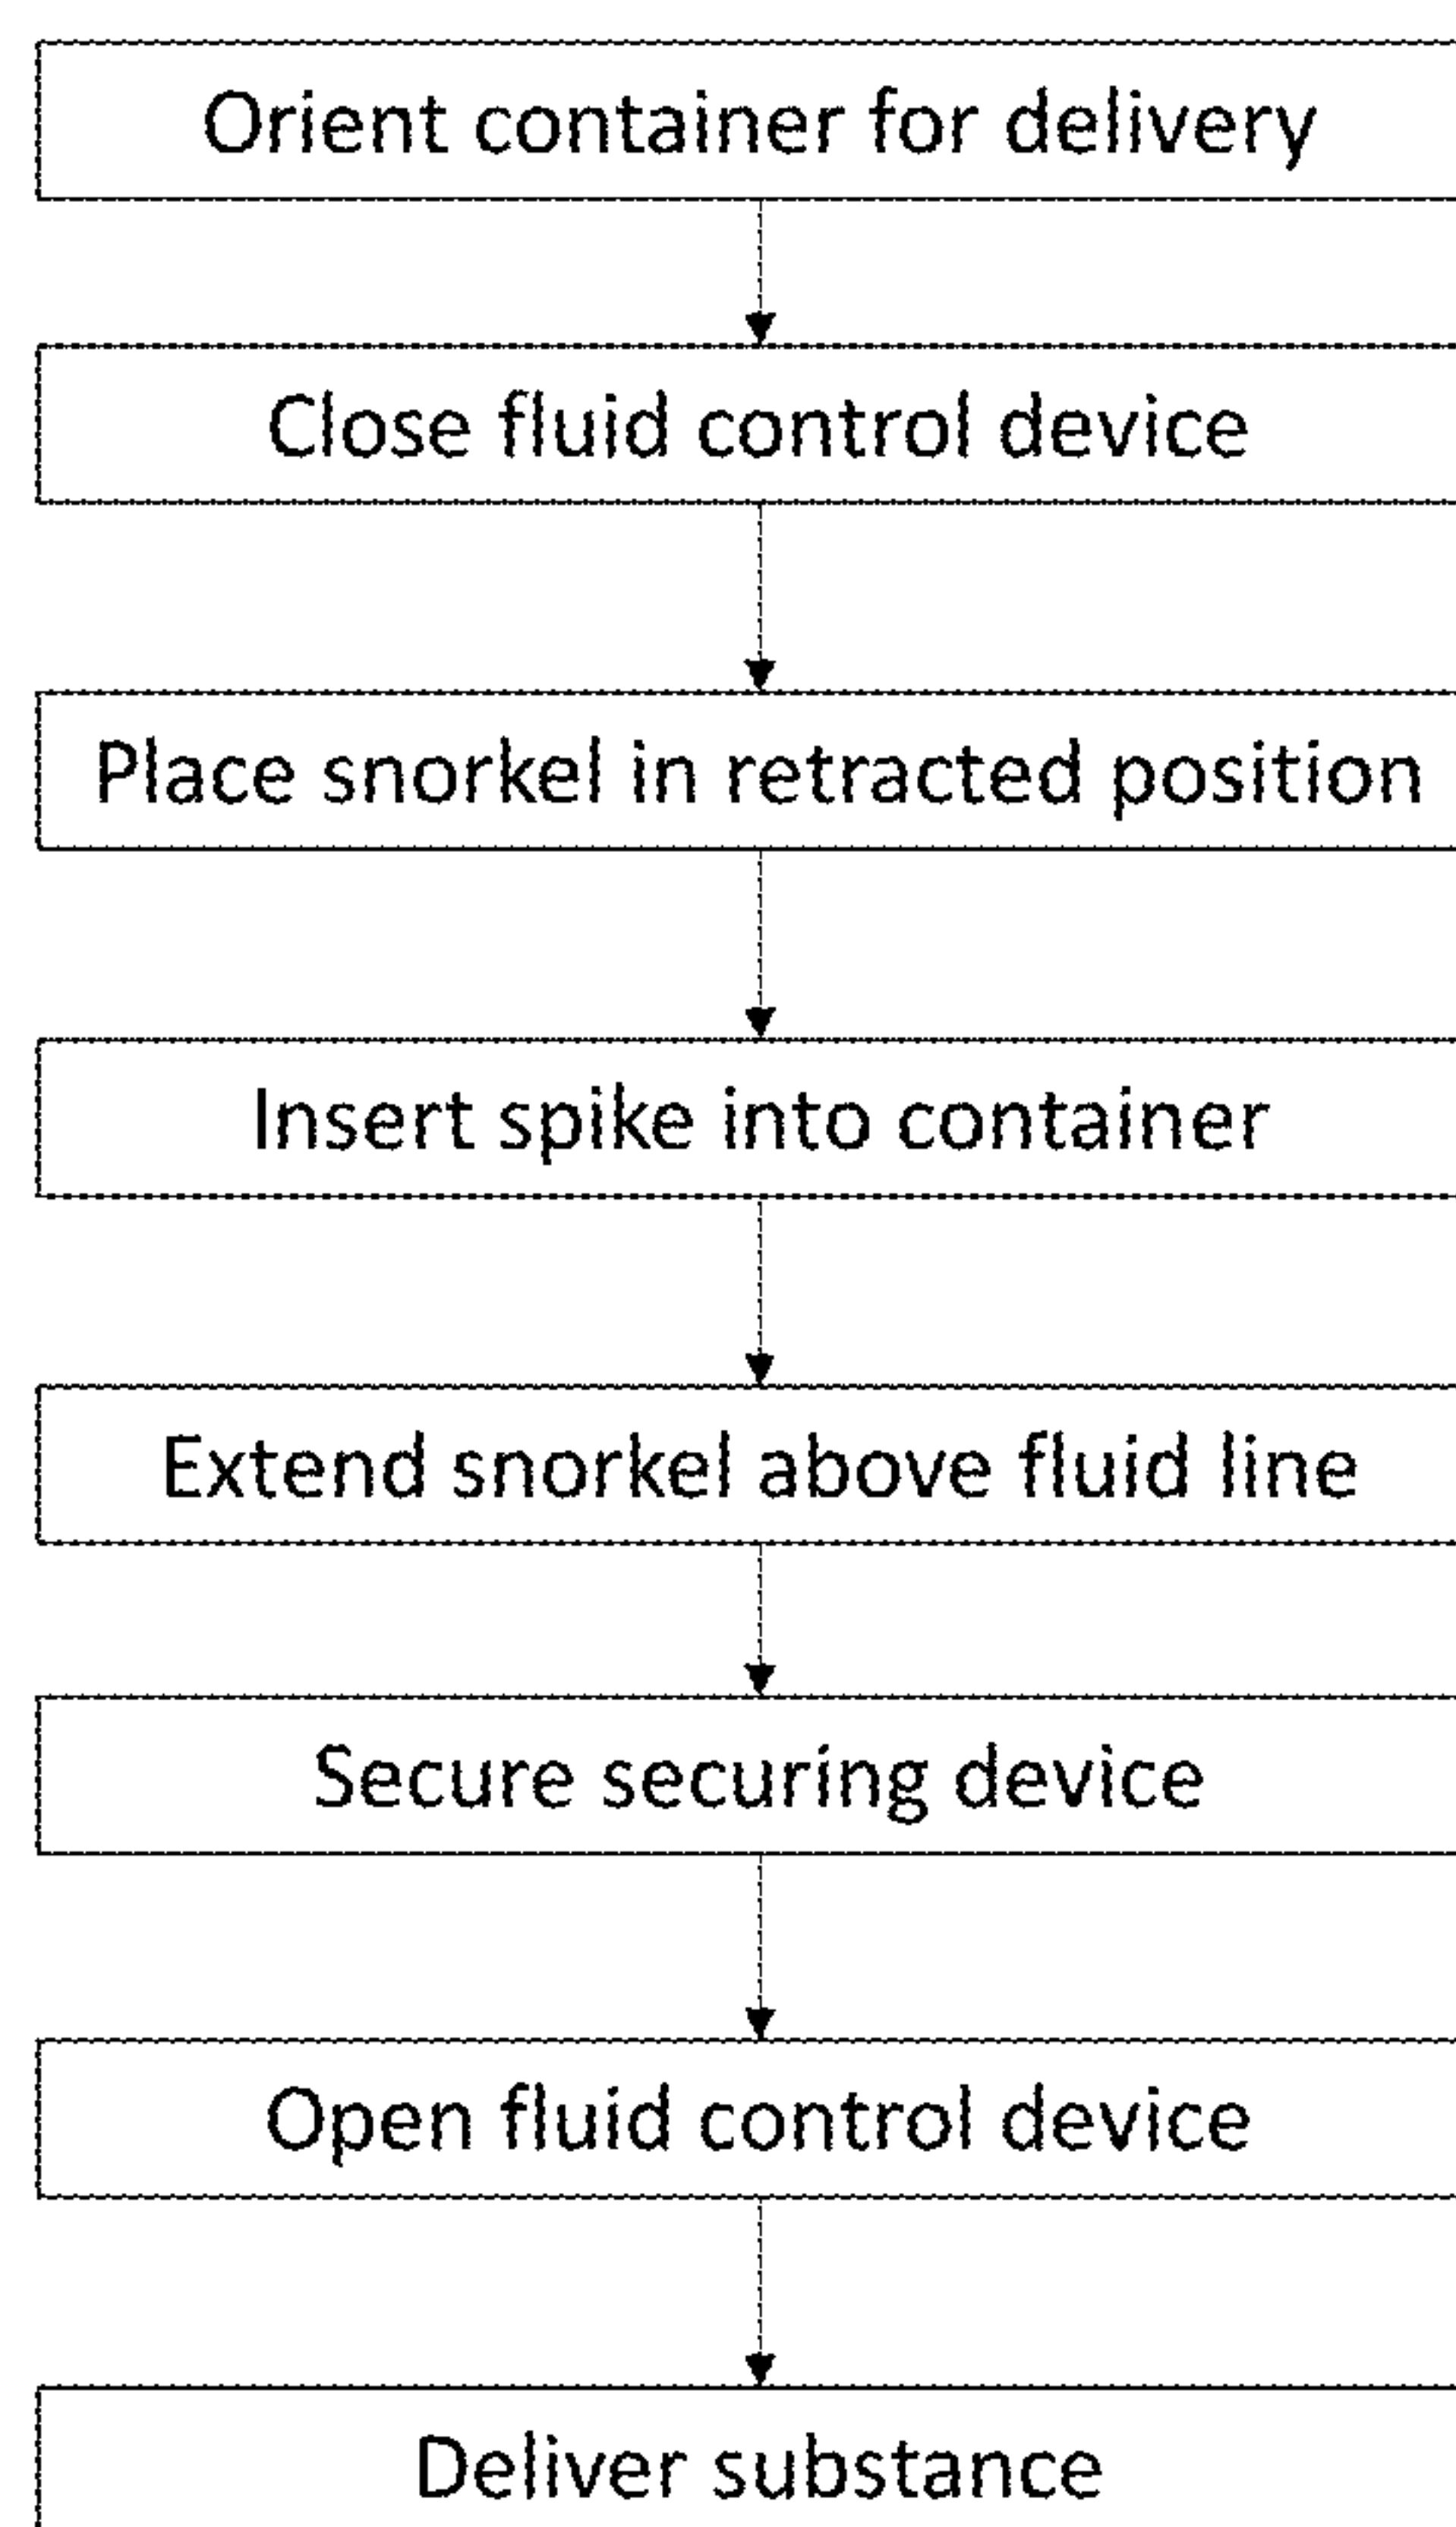 Orient container for delivery
Close fluid control device
Place snorkel in retracted position
Insert spike into container
Extend snorkel above fluid line
Secure securing device
Open fluid control device
Deliver substance